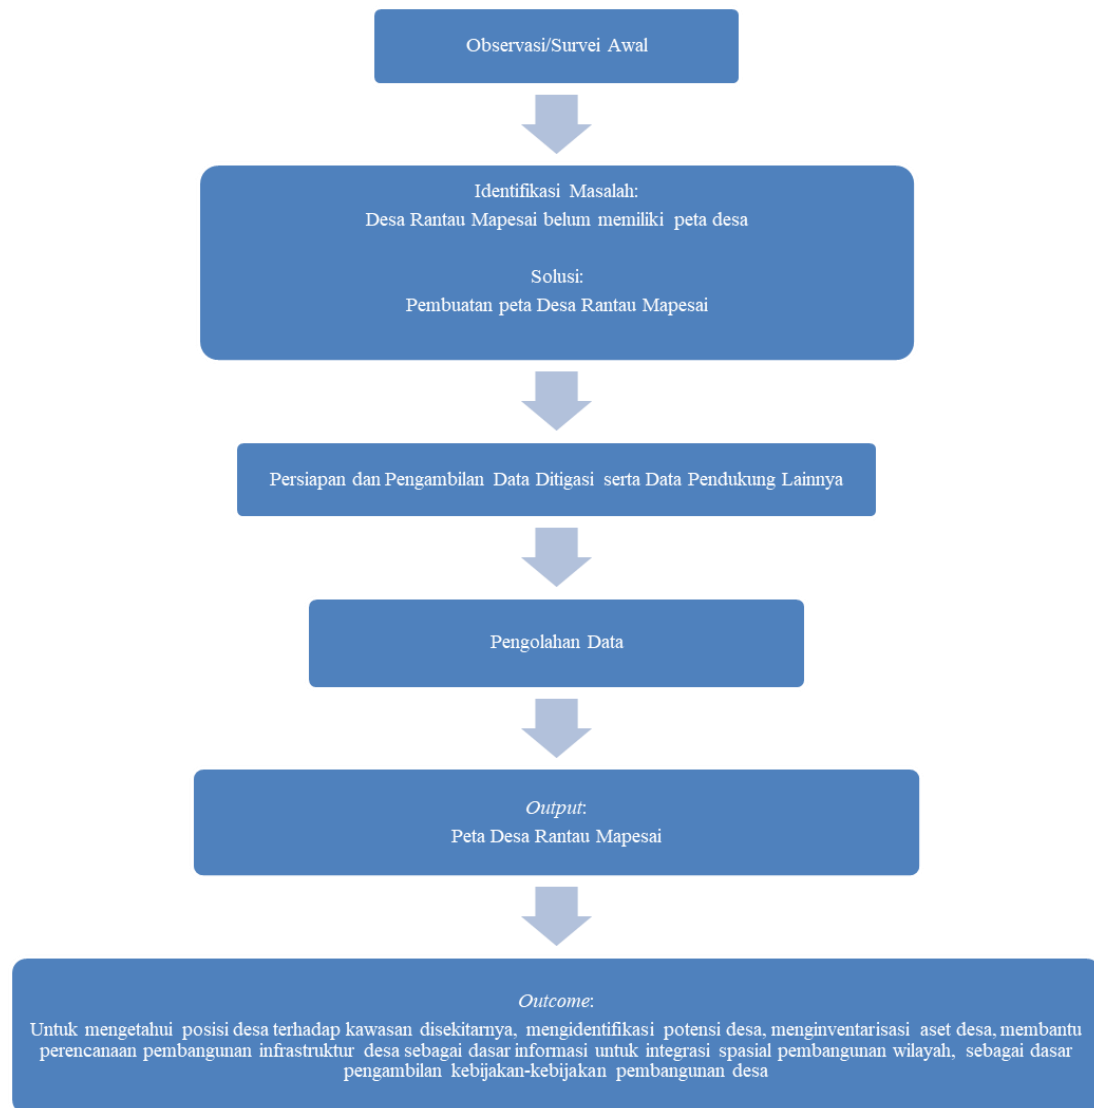 Observasi/Survei Awal
Identifikasi Masalah:
Desa Rantau Mapesai belum memiliki peta desa
Solusi:
Pembuatan peta Desa Rantau Mapesai
Persiapan dan Pengambilan Data Ditigasi serta Data Pendukung Lainnya
Pengolahan Data
Output:
Peta Desa Rantau Mapesai
Outcome:
Untuk mengetahui posisi desa terhadap kawasan disekitarnya, mengidentifikasi potensi desa, menginventarisasi aset desa, membantu
perencanaan pembangunan infrastruktur desa sebagai dasar informasi untuk integrasi spasial pembangunan wilayah, sebagai dasar
pengambilan kebijakan-kebijakan pembangunan desa